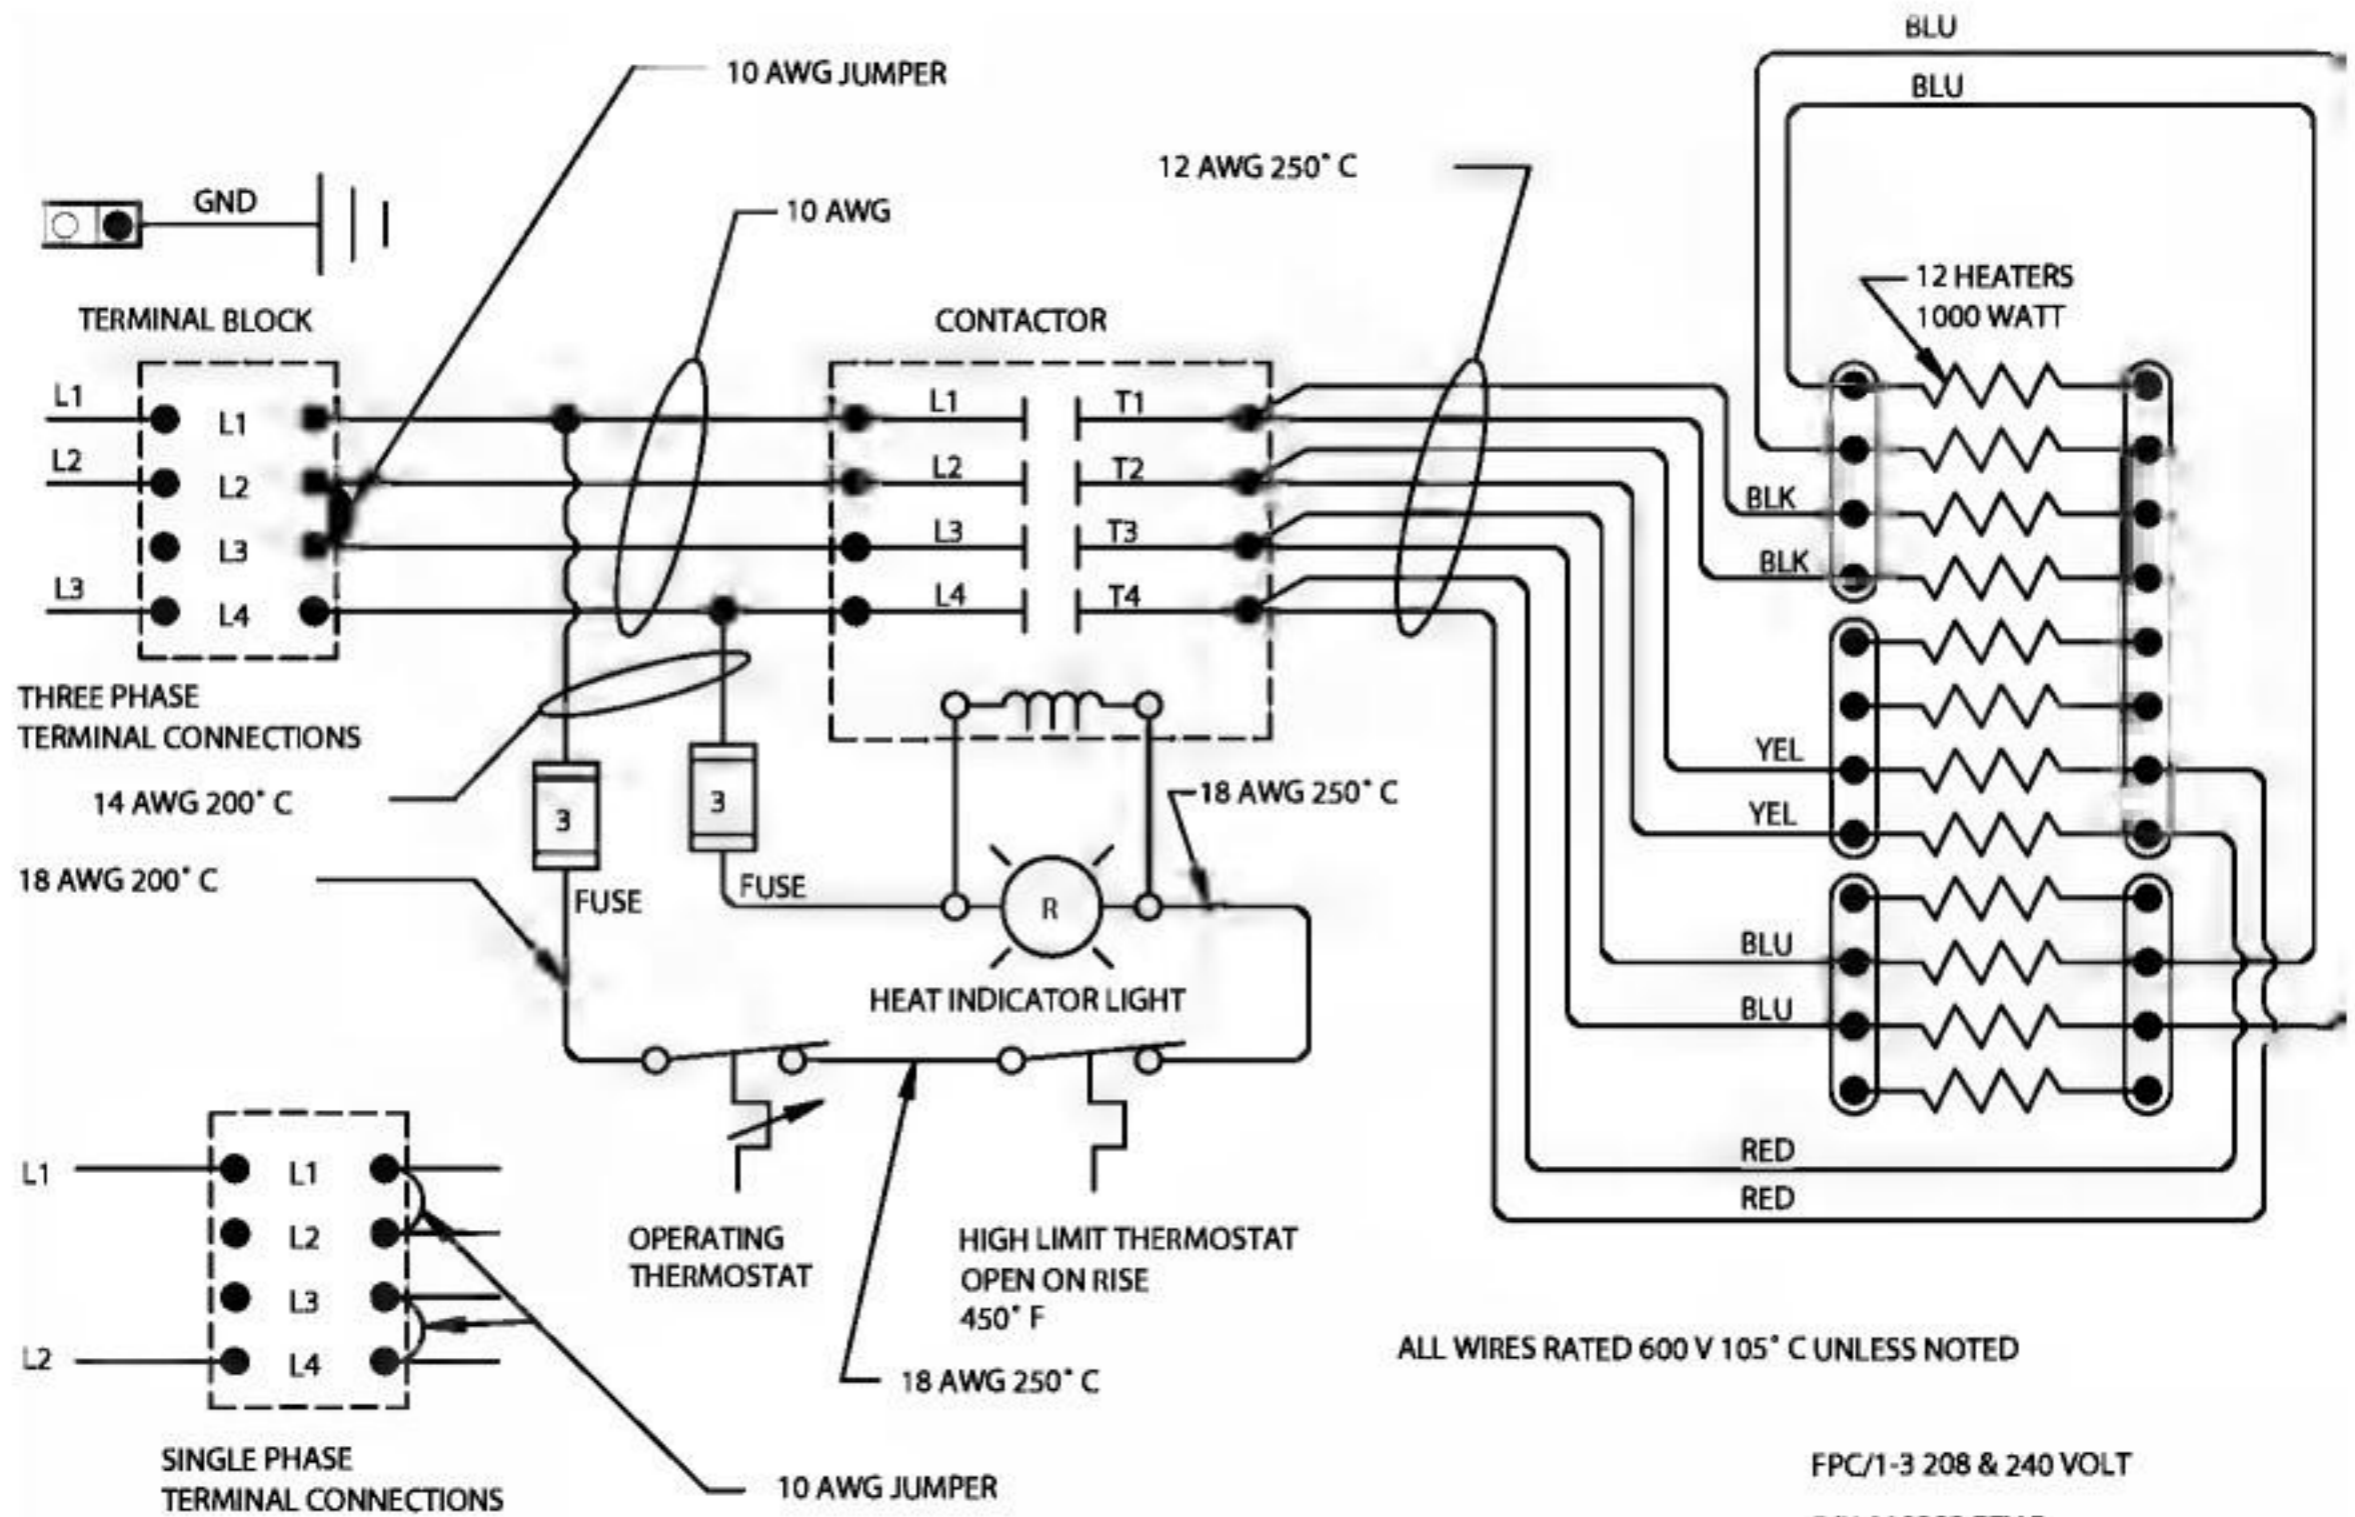 BLU
10 AWG JUMPER
BLU
12 AWG 250° C
GND
10 AWG
12 HEATERS
1000 WATT
TERMINAL BLOCK
CONTACTOR
L1
L1
L1
T1
L2
L2
L2
T2
BLK
L3
L3
T3
BLK
L3
L4
L4
T4
THREE PHASE
TERMINAL CONNECTIONS
YEL
14 AWG 200° C
3
3
18 AWG 250° C
YEL
18 AWG 200° C
FUSE
FUSE
R
BLU
HEAT INDICATOR LIGHT
BLU
RED
RED
L1
L1
L2
L3
L2
L4
OPERATING
THERMOSTAT
HIGH LIMIT THERMOSTAT
OPEN ON RISE
450° F
18 AWG 250° C
ALL WIRES RATED 600 V 105° C UNLESS NOTED
SINGLE PHASE
TERMINAL CONNECTIONS
10 AWG JUMPER
FPC/1-3 208 & 240 VOLT